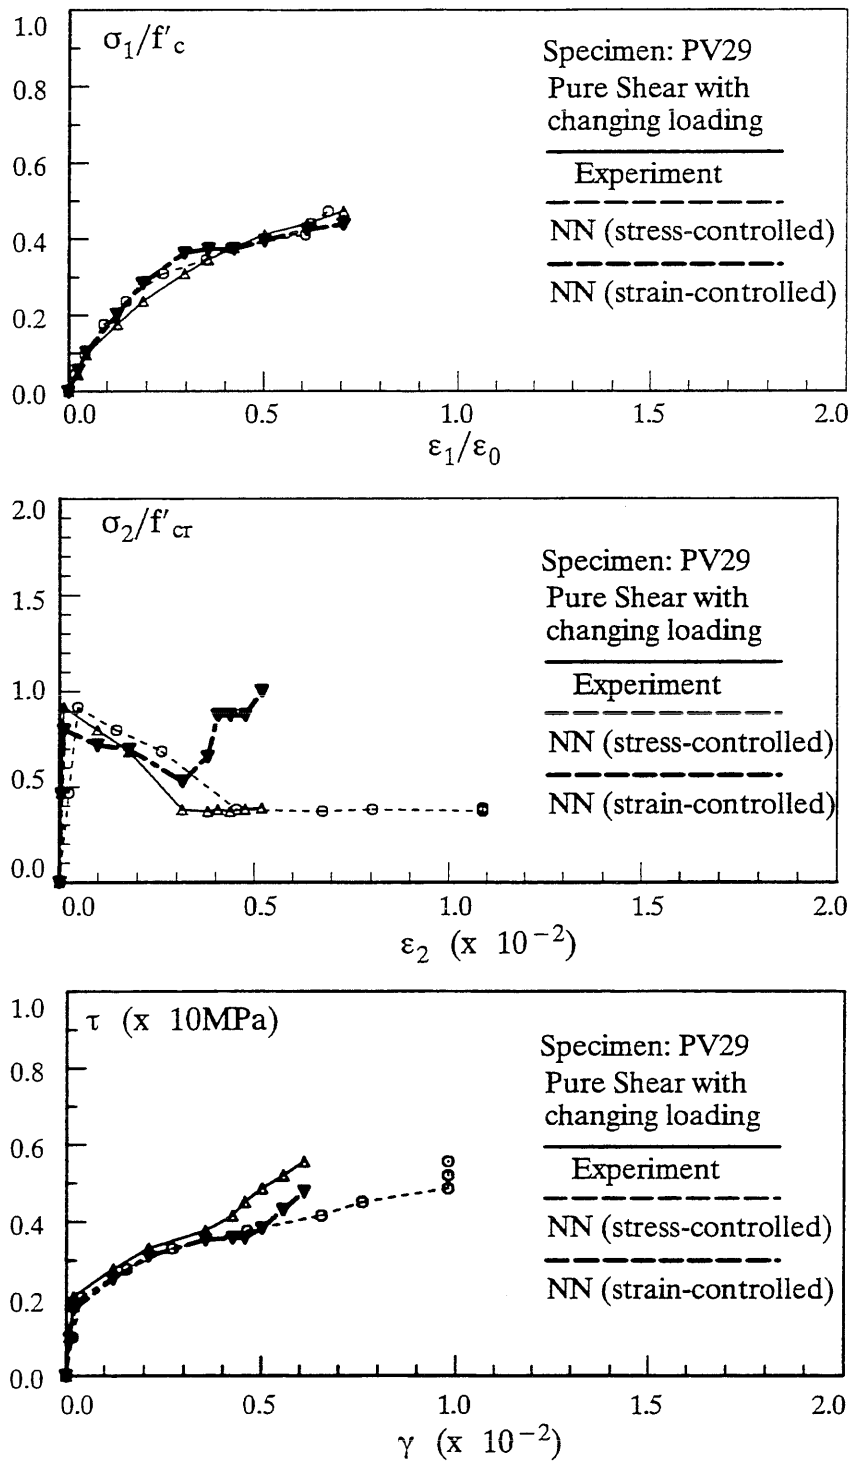 1.0
σ₁/f'c
0.8
0.6
0.4
0.2
0.0
Specimen: PV29
Pure Shear with
changing loading
Experiment
NN (stress-controlled)
NN (strain-controlled)
0.0 0.5 1.0 1.5 2.0
ε₁/ε₀
2.0
σ₂/f'cr
1.5
1.0
0.5
0.0
Specimen: PV29
Pure Shear with
changing loading
Experiment
NN (stress-controlled)
NN (strain-controlled)
0.0 0.5 1.0 1.5 2.0
ε₂ (x 10⁻²)
1.0
τ (x 10MPa)
0.8
0.6
0.4
0.2
0.0
Specimen: PV29
Pure Shear with
changing loading
Experiment
NN (stress-controlled)
NN (strain-controlled)
0.0 0.5 1.0 1.5 2.0
γ (x 10⁻²)